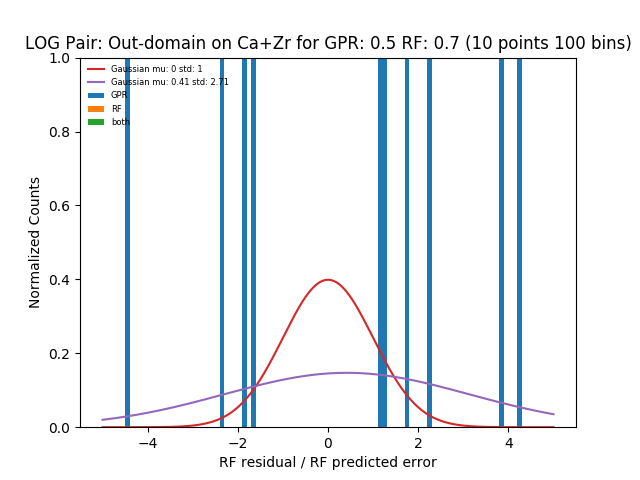 LOG Pair: Out-domain on Ca+Zr for GPR: 0.5 RF: 0.7 (10 points 100 bins)
1.0
0.8
0.6
0.4
0.2
0.0
Normalized Counts
Gaussian mu: 0 std: 1
Gaussian mu: 0.41 std: 2.71
GPR
RF
both
−4 −2 0 2 4
RF residual / RF predicted error